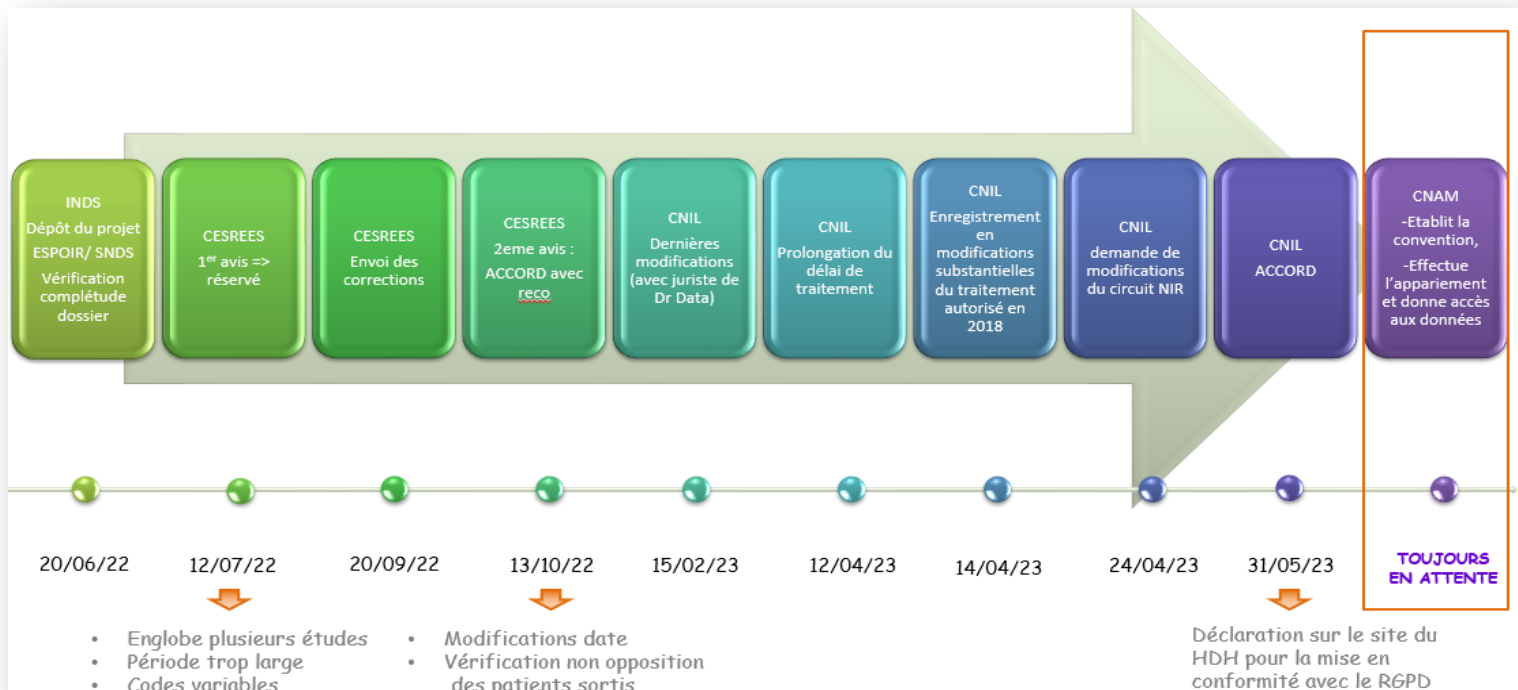 INDS
Dépôt du projet
ESPOIR/ SNDS
Vérification
complétude
dossier
CESREES
1er avis =>
réservé
CESREES
Envoi des
corrections
CESREES
2eme avis :
ACCORD avec
reco
CNIL
Dernières
modifications
(avec juriste de
Dr Data)
CNIL
Prolongation du
délai de
traitement
CNIL
Enregistrement
en
modifications
substantielles
du traitement
autorisé en
2018
CNIL
demande de
modifications
du circuit NIR
CNIL
ACCORD
CNAM
-Etablit la
convention,
-Effectue
l'appariement
et donne accès
aux données
20/06/22
12/07/22
20/09/22
13/10/22
15/02/23
12/04/23
14/04/23
24/04/23
31/05/23
TOUJOURS
EN ATTENTE
• Englobe plusieurs études
• Période trop large
• Codes variables
• Modifications date
• Vérification non opposition
des patients sortis
Déclaration sur le site du
HDH pour la mise en
conformité avec le RGPD